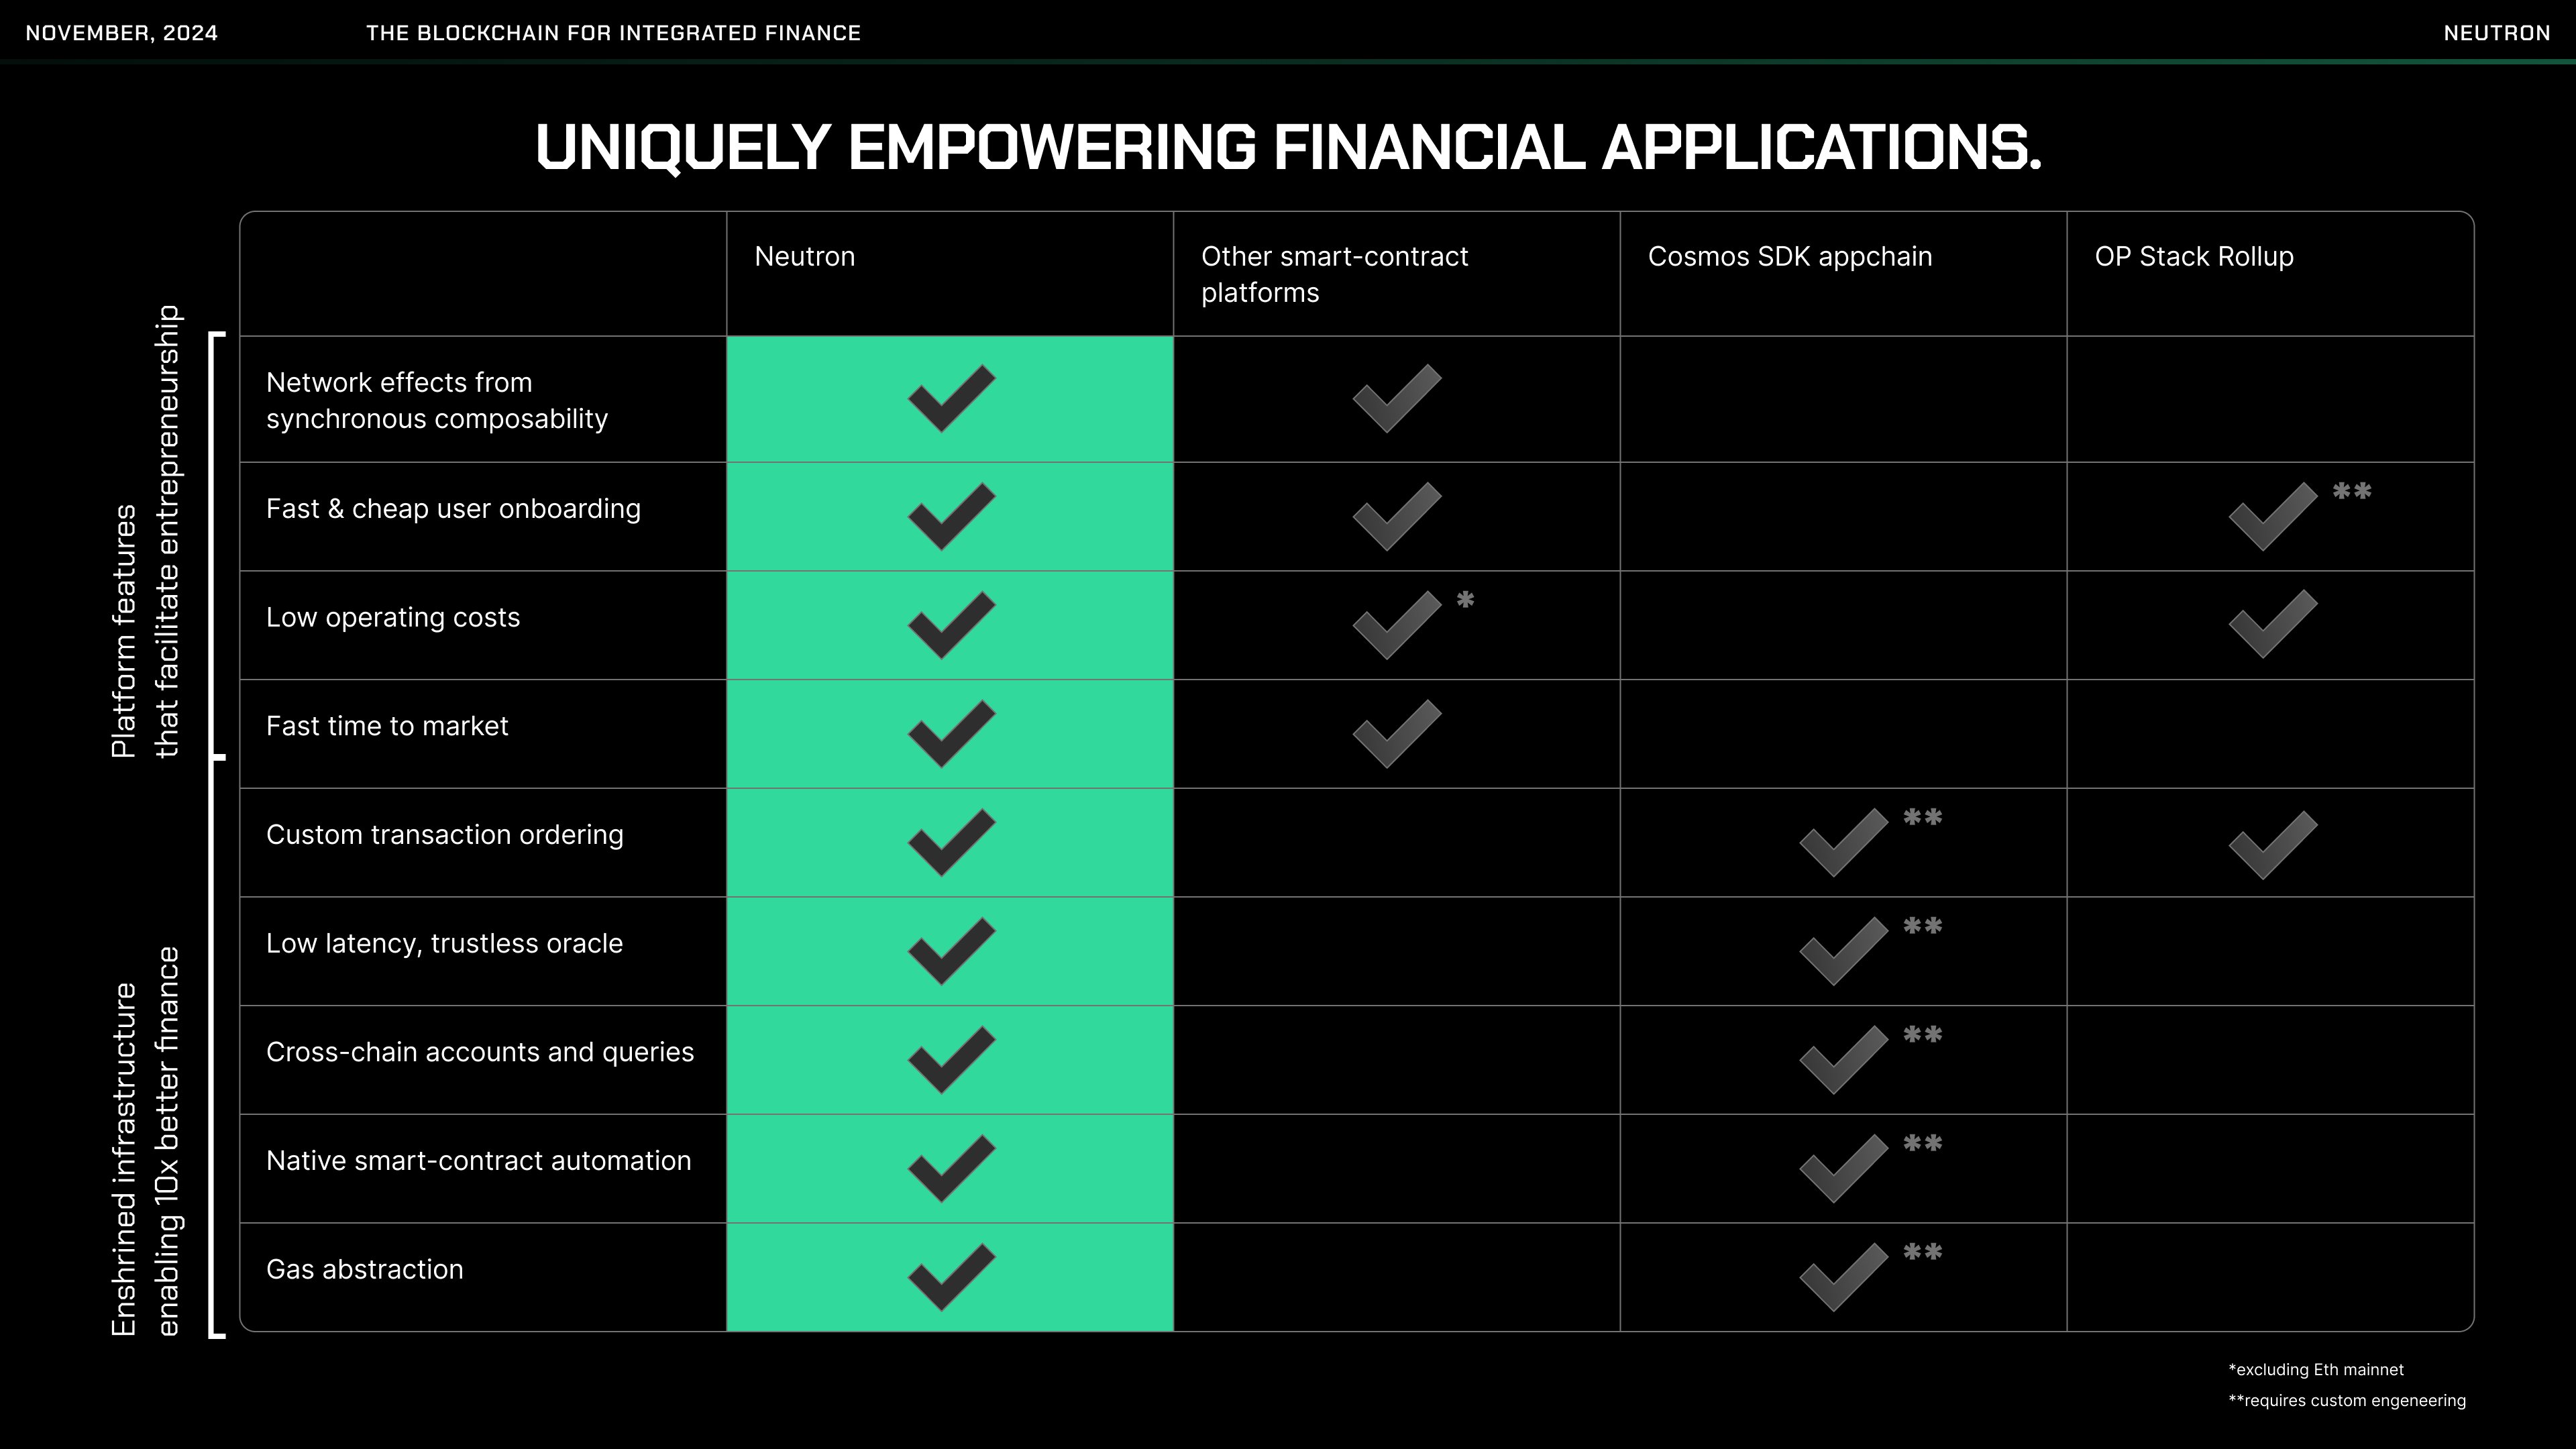 NOVEMBER, 2024
THE BLOCKCHAIN FOR INTEGRATED FINANCE
NEUTRON
UNIQUELY EMPOWERING FINANCIAL APPLICATIONS.
Neutron
Other smart-contract
platforms
Cosmos SDK appchain
OP Stack Rollup
Platform features
that facilitate entrepreneurship
Network effects from
synchronous composability
Fast & cheap user onboarding
**
Low operating costs
*
Fast time to market
Enshrined infrastructure
enabling 10x better finance
Custom transaction ordering
**
Low latency, trustless oracle
**
Cross-chain accounts and queries
**
Native smart-contract automation
**
Gas abstraction
**
*excluding Eth mainnet
**requires custom engeneering